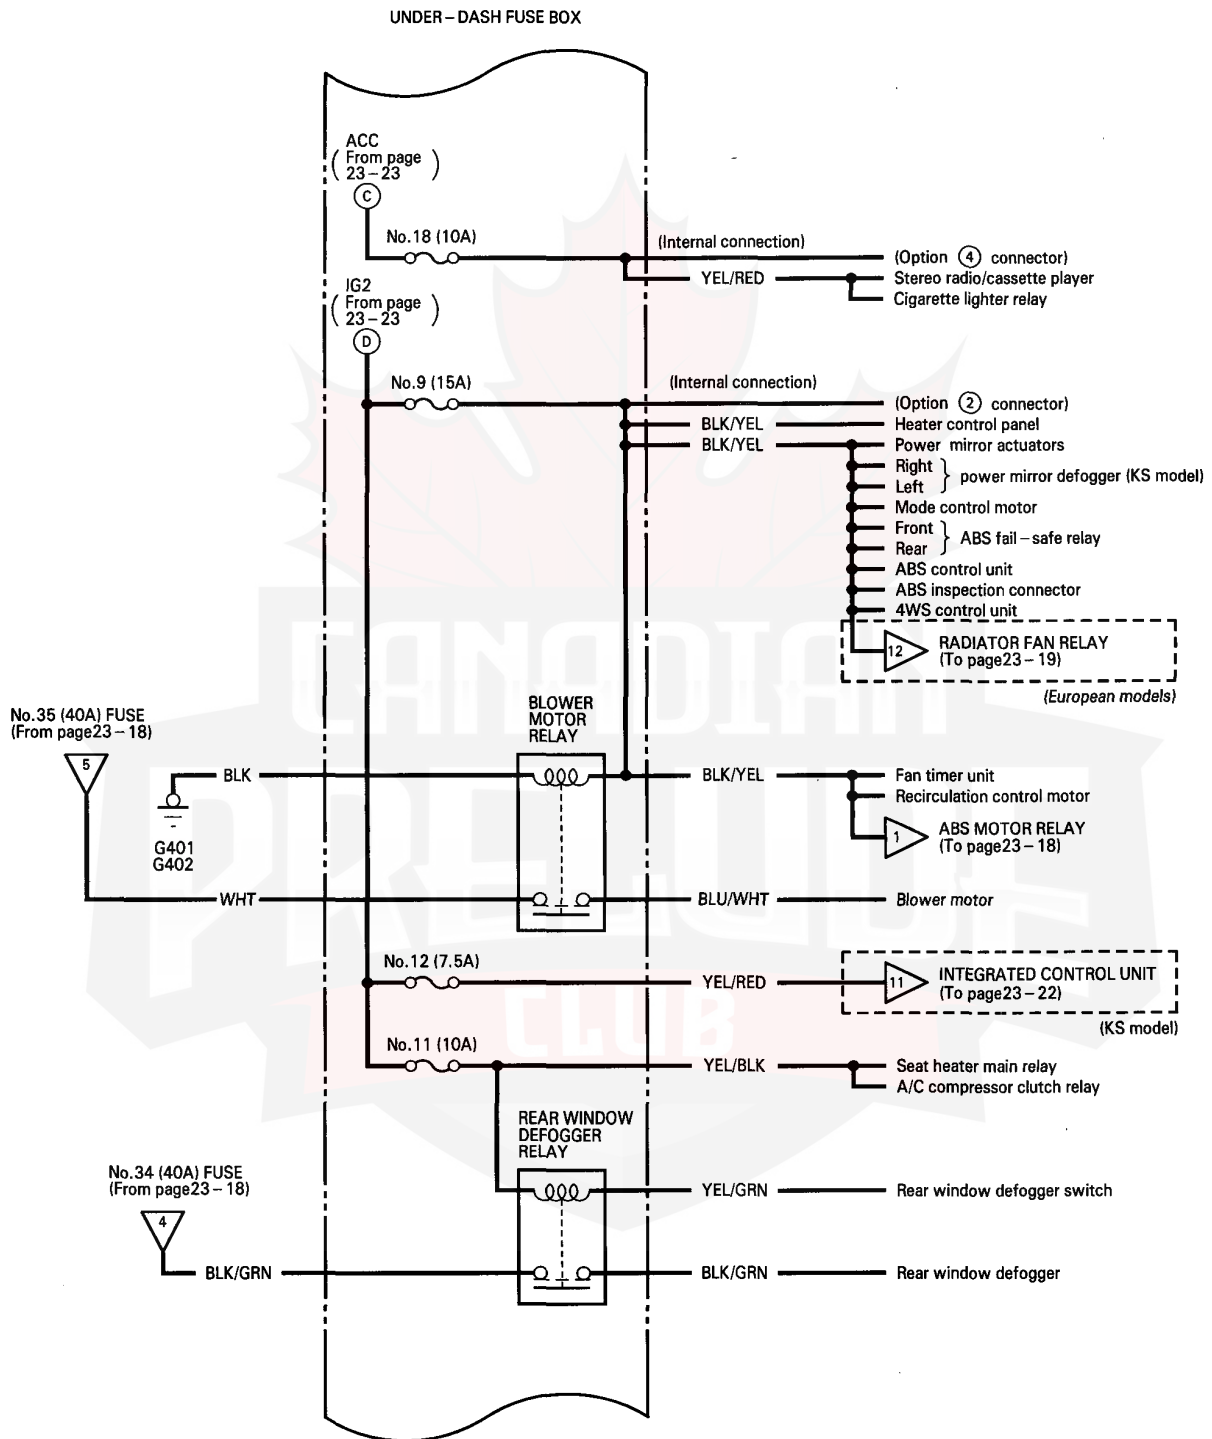 UNDER-DASH FUSE BOX
ACC
(From page
23-23)
C
No.18 (10A)
(Internal connection)
(Option 4 connector)
YEL/RED
Stereo radio/cassette player
Cigarette lighter relay
IG2
(From page
23-23)
D
No.9 (15A)
(Internal connection)
(Option 2 connector)
BLK/YEL
Heater control panel
BLK/YEL
Power mirror actuators
Right
Left
power mirror defogger (KS model)
Mode control motor
Front
Rear
ABS fail-safe relay
ABS control unit
ABS inspection connector
4WS control unit
12
RADIATOR FAN RELAY
(To page23-19)
(European models)
BLOWER
MOTOR
RELAY
No.35 (40A) FUSE
(From page23-18)
5
BLK
G401
G402
BLK/YEL
Fan timer unit
Recirculation control motor
1
ABS MOTOR RELAY
(To page23-18)
WHT
BLU/WHT
Blower motor
No.12 (7.5A)
YEL/RED
11
INTEGRATED CONTROL UNIT
(To page23-22)
(KS model)
No.11 (10A)
YEL/BLK
Seat heater main relay
A/C compressor clutch relay
REAR WINDOW
DEFOGGER
RELAY
No.34 (40A) FUSE
(From page23-18)
4
YEL/GRN
Rear window defogger switch
BLK/GRN
BLK/GRN
Rear window defogger
CANADIAN
PRELUDE
CLUB